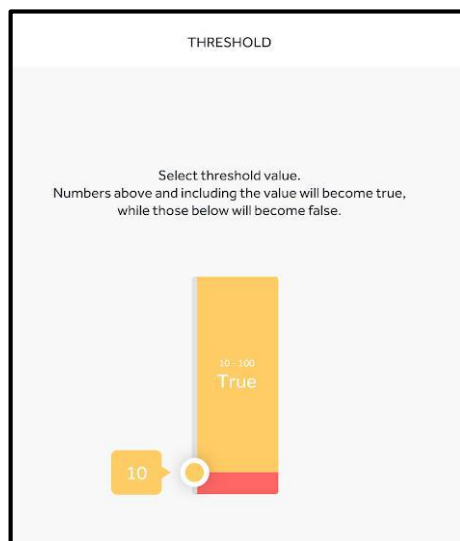 THRESHOLD
Select threshold value.
Numbers above and including the value will become true,
while those below will become false.
10 - 100
True
10